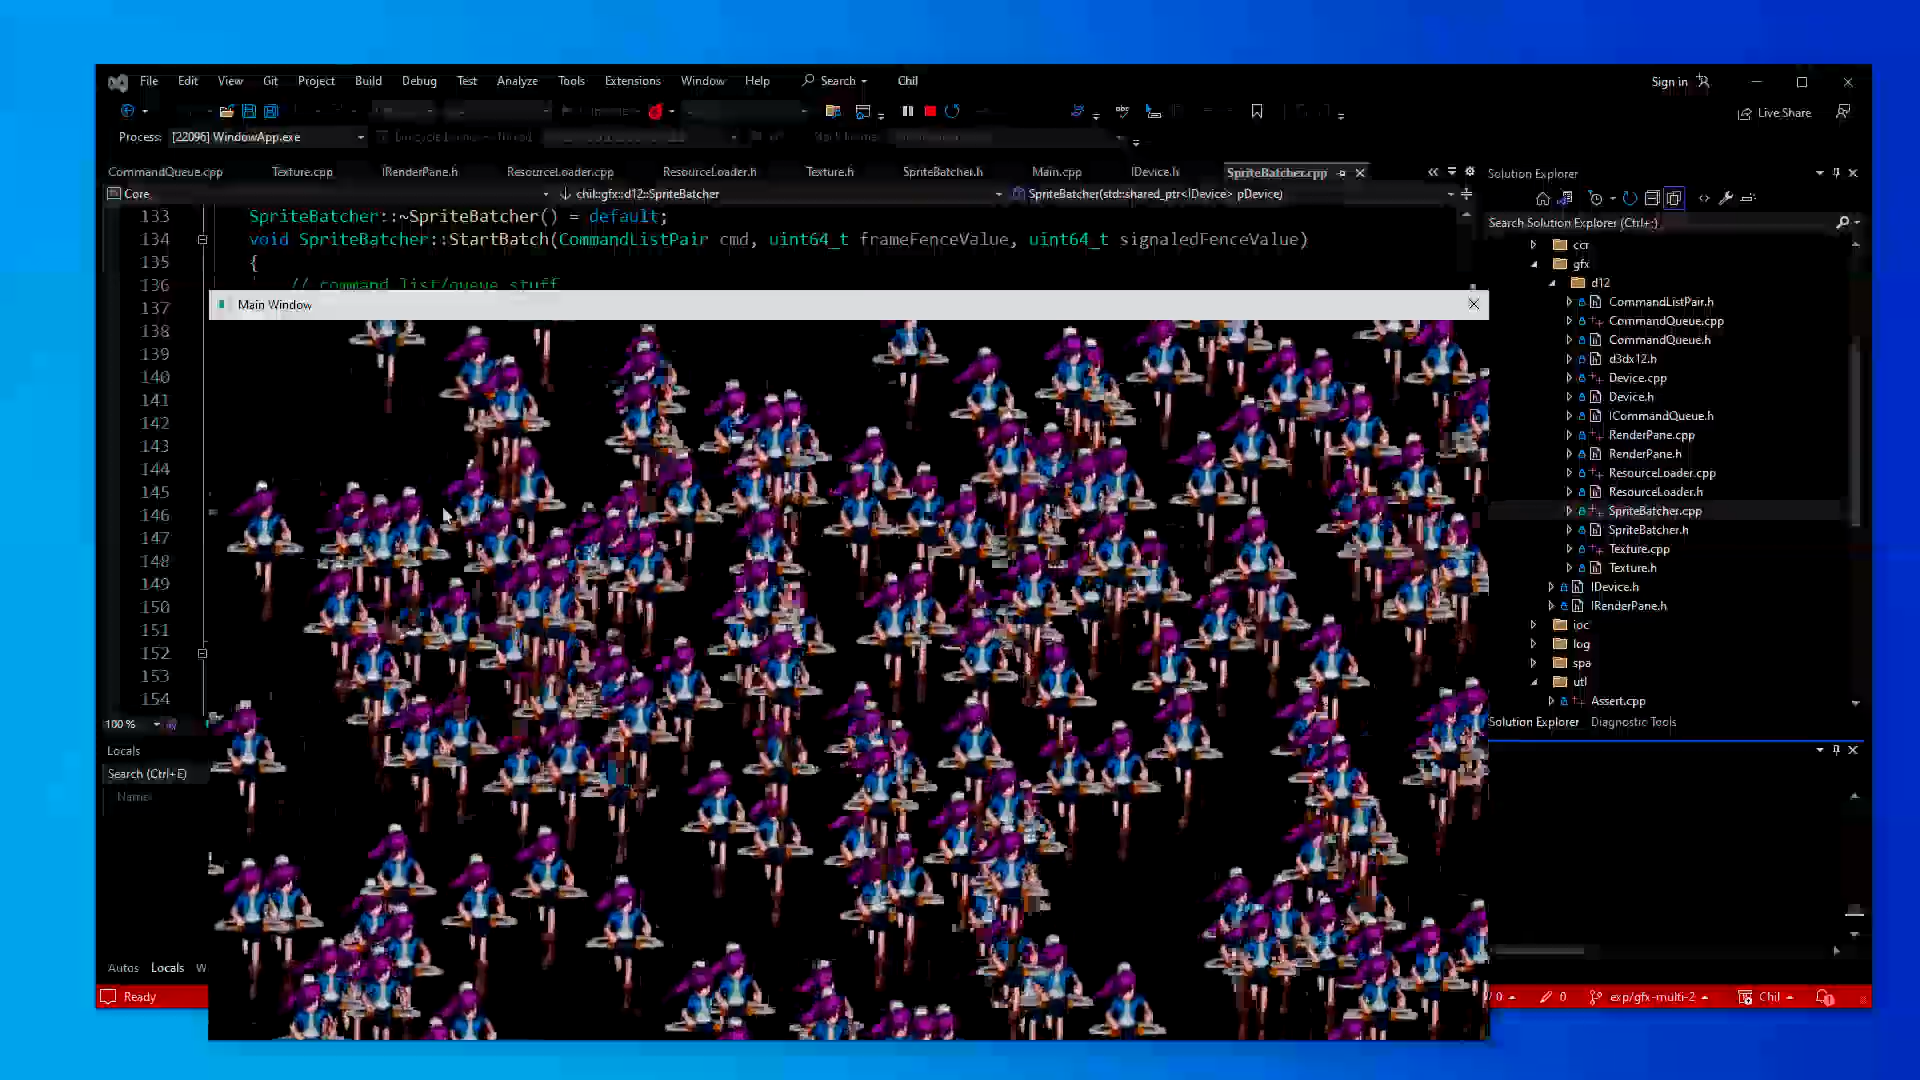 File Edit View Git Project Build Debug Test Analyze Tools Extensions Window Help Search Chil Sign in
Live Share
Process: [22096] WindowApp.exe
CommandQueue.cpp Texture.cpp IRenderPane.h ResourceLoader.cpp ResourceLoader.h Texture.h SpriteBatcher.h Main.cpp IDevice.h SpriteBatcher.cpp
Core chil::gfx::d12::SpriteBatcher SpriteBatcher(std::shared_ptr<IDevice> pDevice)
133 SpriteBatcher::~SpriteBatcher() = default;
134 void SpriteBatcher::StartBatch(CommandListPair cmd, uint64_t frameFenceValue, uint64_t signaledFenceValue)
135 {
136 // command list/queue stuff
137
138
139
140
141
142
143
144
145
146
147
148
149
150
151
152
153
154
100 %
Main Window
Locals
Search (Ctrl+E)
Name
Autos Locals W
Ready
Solution Explorer
Search Solution Explorer (Ctrl+;)
ccr
gfx
d12
CommandListPair.h
CommandQueue.cpp
CommandQueue.h
d3dx12.h
Device.cpp
Device.h
ICommandQueue.h
RenderPane.cpp
RenderPane.h
ResourceLoader.cpp
ResourceLoader.h
SpriteBatcher.cpp
SpriteBatcher.h
Texture.cpp
Texture.h
IDevice.h
IRenderPane.h
ioc
log
spa
utl
Assert.cpp
Solution Explorer Diagnostic Tools
/ 0 0 exp/gfx-multi-2 Chil 1